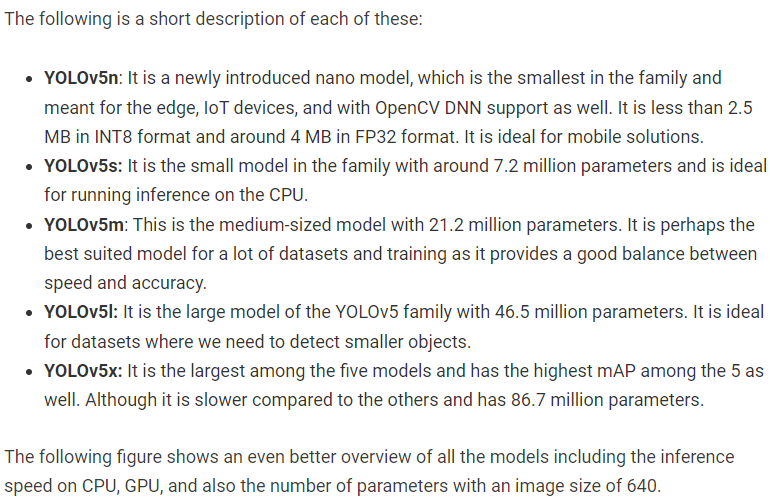 The following is a short description of each of these:
• YOLOv5n: It is a newly introduced nano model, which is the smallest in the family and
meant for the edge, IoT devices, and with OpenCV DNN support as well. It is less than 2.5
MB in INT8 format and around 4 MB in FP32 format. It is ideal for mobile solutions.
• YOLOv5s: It is the small model in the family with around 7.2 million parameters and is ideal
for running inference on the CPU.
• YOLOv5m: This is the medium-sized model with 21.2 million parameters. It is perhaps the
best suited model for a lot of datasets and training as it provides a good balance between
speed and accuracy.
• YOLOv5l: It is the large model of the YOLOv5 family with 46.5 million parameters. It is ideal
for datasets where we need to detect smaller objects.
• YOLOv5x: It is the largest among the five models and has the highest mAP among the 5 as
well. Although it is slower compared to the others and has 86.7 million parameters.
The following figure shows an even better overview of all the models including the inference
speed on CPU, GPU, and also the number of parameters with an image size of 640.